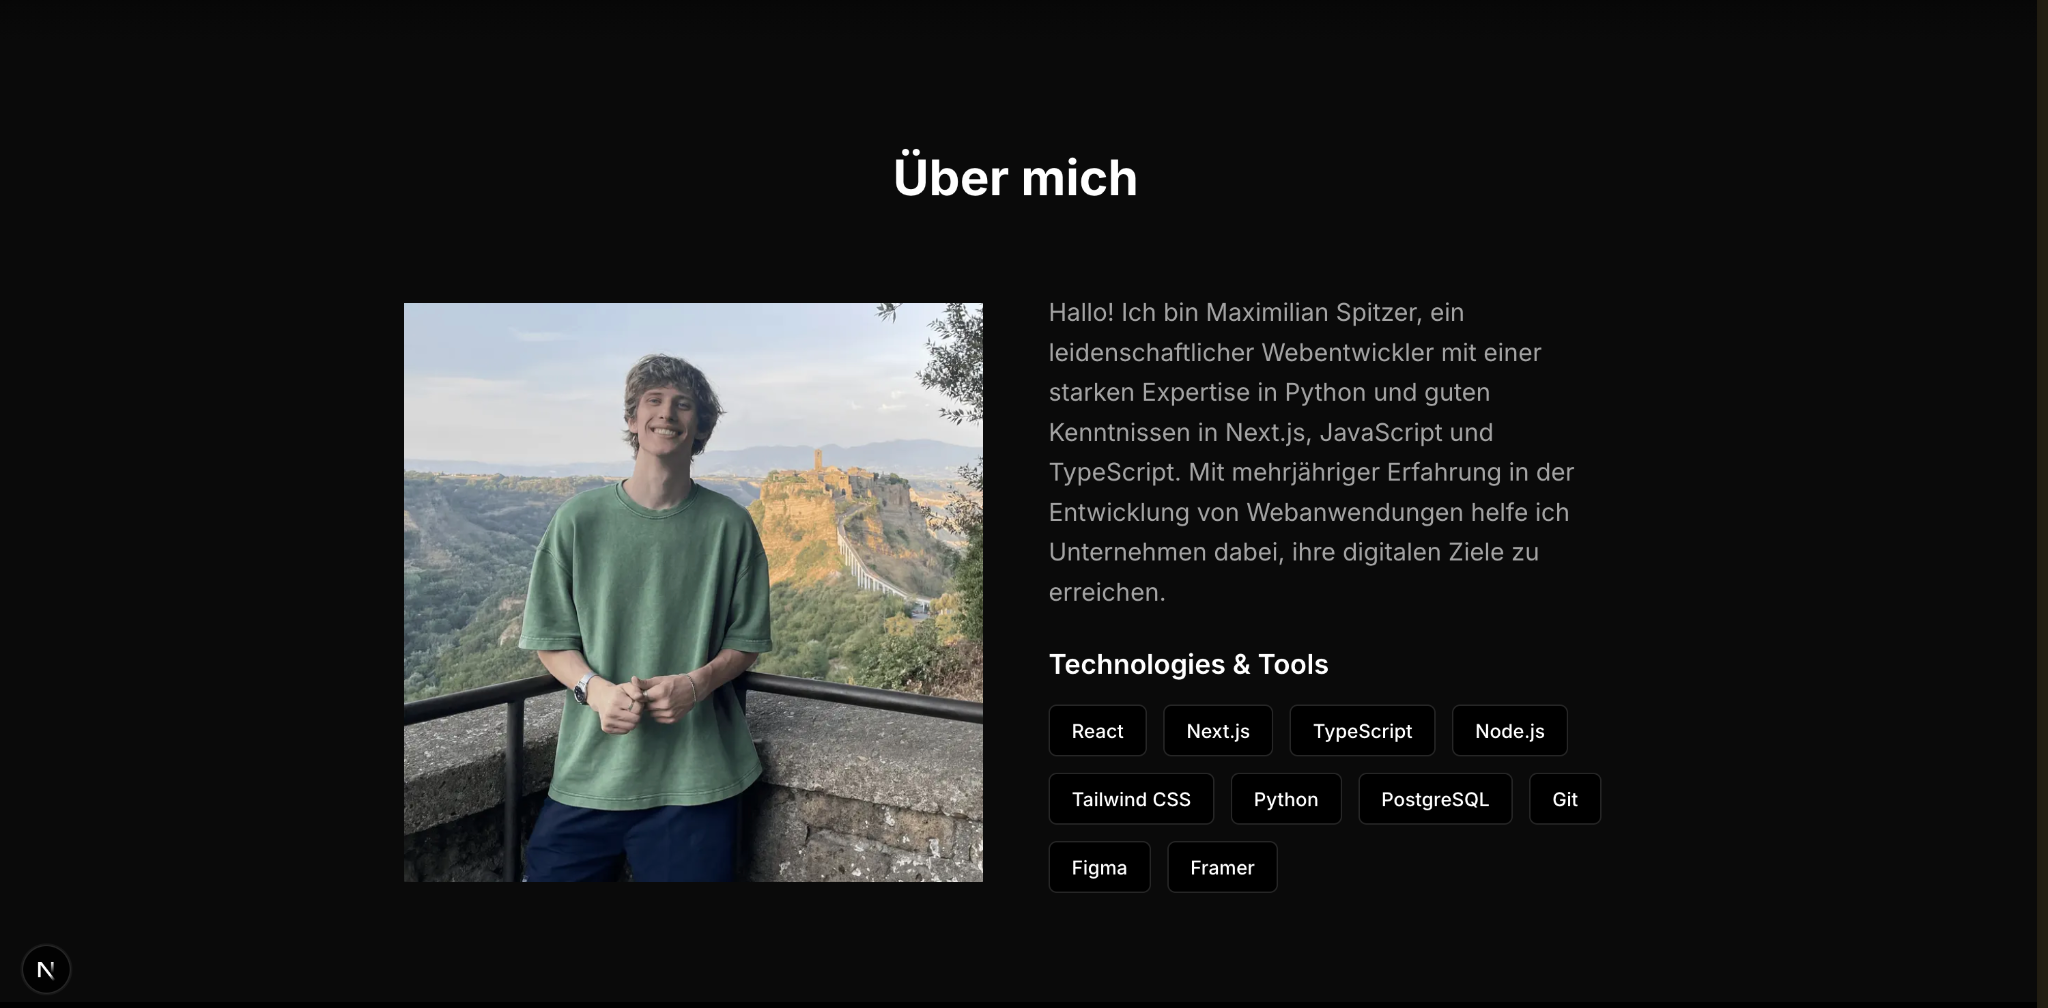 Über mich
Hallo! Ich bin Maximilian Spitzer, ein
leidenschaftlicher Webentwickler mit einer
starken Expertise in Python und guten
Kenntnissen in Next.js, JavaScript und
TypeScript. Mit mehrjähriger Erfahrung in der
Entwicklung von Webanwendungen helfe ich
Unternehmen dabei, ihre digitalen Ziele zu
erreichen.
Technologies & Tools
React Next.js TypeScript Node.js
Tailwind CSS Python PostgreSQL Git
Figma Framer
N